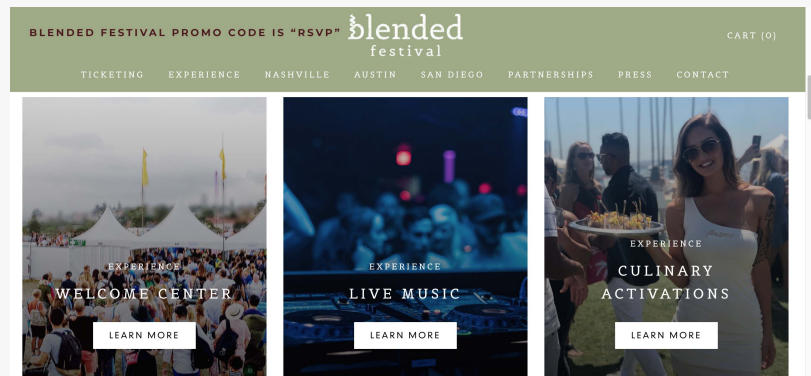 BLENDED FESTIVAL PROMO CODE IS “RSVP”
blended
festival
CART (0)
TICKETING EXPERIENCE NASHVILLE AUSTIN SAN DIEGO PARTNERSHIPS PRESS CONTACT
EXPERIENCE
WELCOME CENTER
LEARN MORE
EXPERIENCE
LIVE MUSIC
LEARN MORE
EXPERIENCE
CULINARY
ACTIVATIONS
LEARN MORE